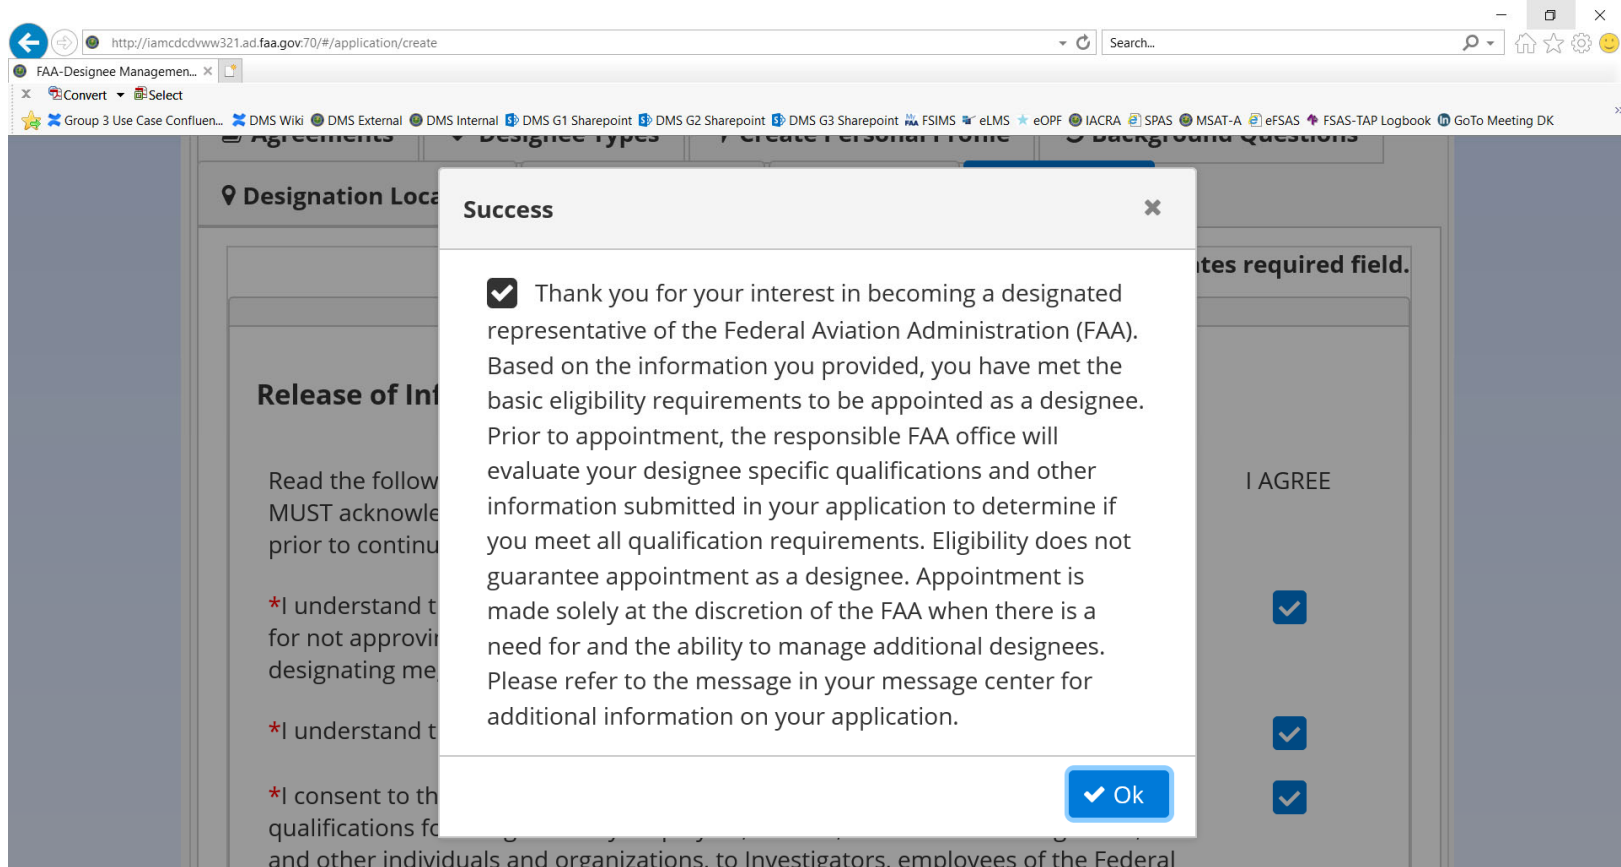 http://iamcdcdvww321.ad.faa.gov:70/#/application/create
Search...
FAA-Designee Managemen...
x Convert Select
Group 3 Use Case Confluen... DMS Wiki DMS External DMS Internal DMS G1 Sharepoint DMS G2 Sharepoint DMS G3 Sharepoint FSIMS eLMS eOPF IACRA SPAS MSAT-A eFSAS FSAS-TAP Logbook GoTo Meeting DK
Agreements Designee Types Create Personal Profile Background Questions
Designation Loca
tes required field.
Success
Thank you for your interest in becoming a designated
representative of the Federal Aviation Administration (FAA).
Based on the information you provided, you have met the
basic eligibility requirements to be appointed as a designee.
Prior to appointment, the responsible FAA office will
evaluate your designee specific qualifications and other
information submitted in your application to determine if
you meet all qualification requirements. Eligibility does not
guarantee appointment as a designee. Appointment is
made solely at the discretion of the FAA when there is a
need for and the ability to manage additional designees.
Please refer to the message in your message center for
additional information on your application.
Ok
Release of Inf
Read the follow
MUST acknowle
prior to continu
I AGREE
*I understand t
for not approvin
designating me
*I understand t
*I consent to th
qualifications fo
and other individuals and organizations, to Investigators, employees of the Federal